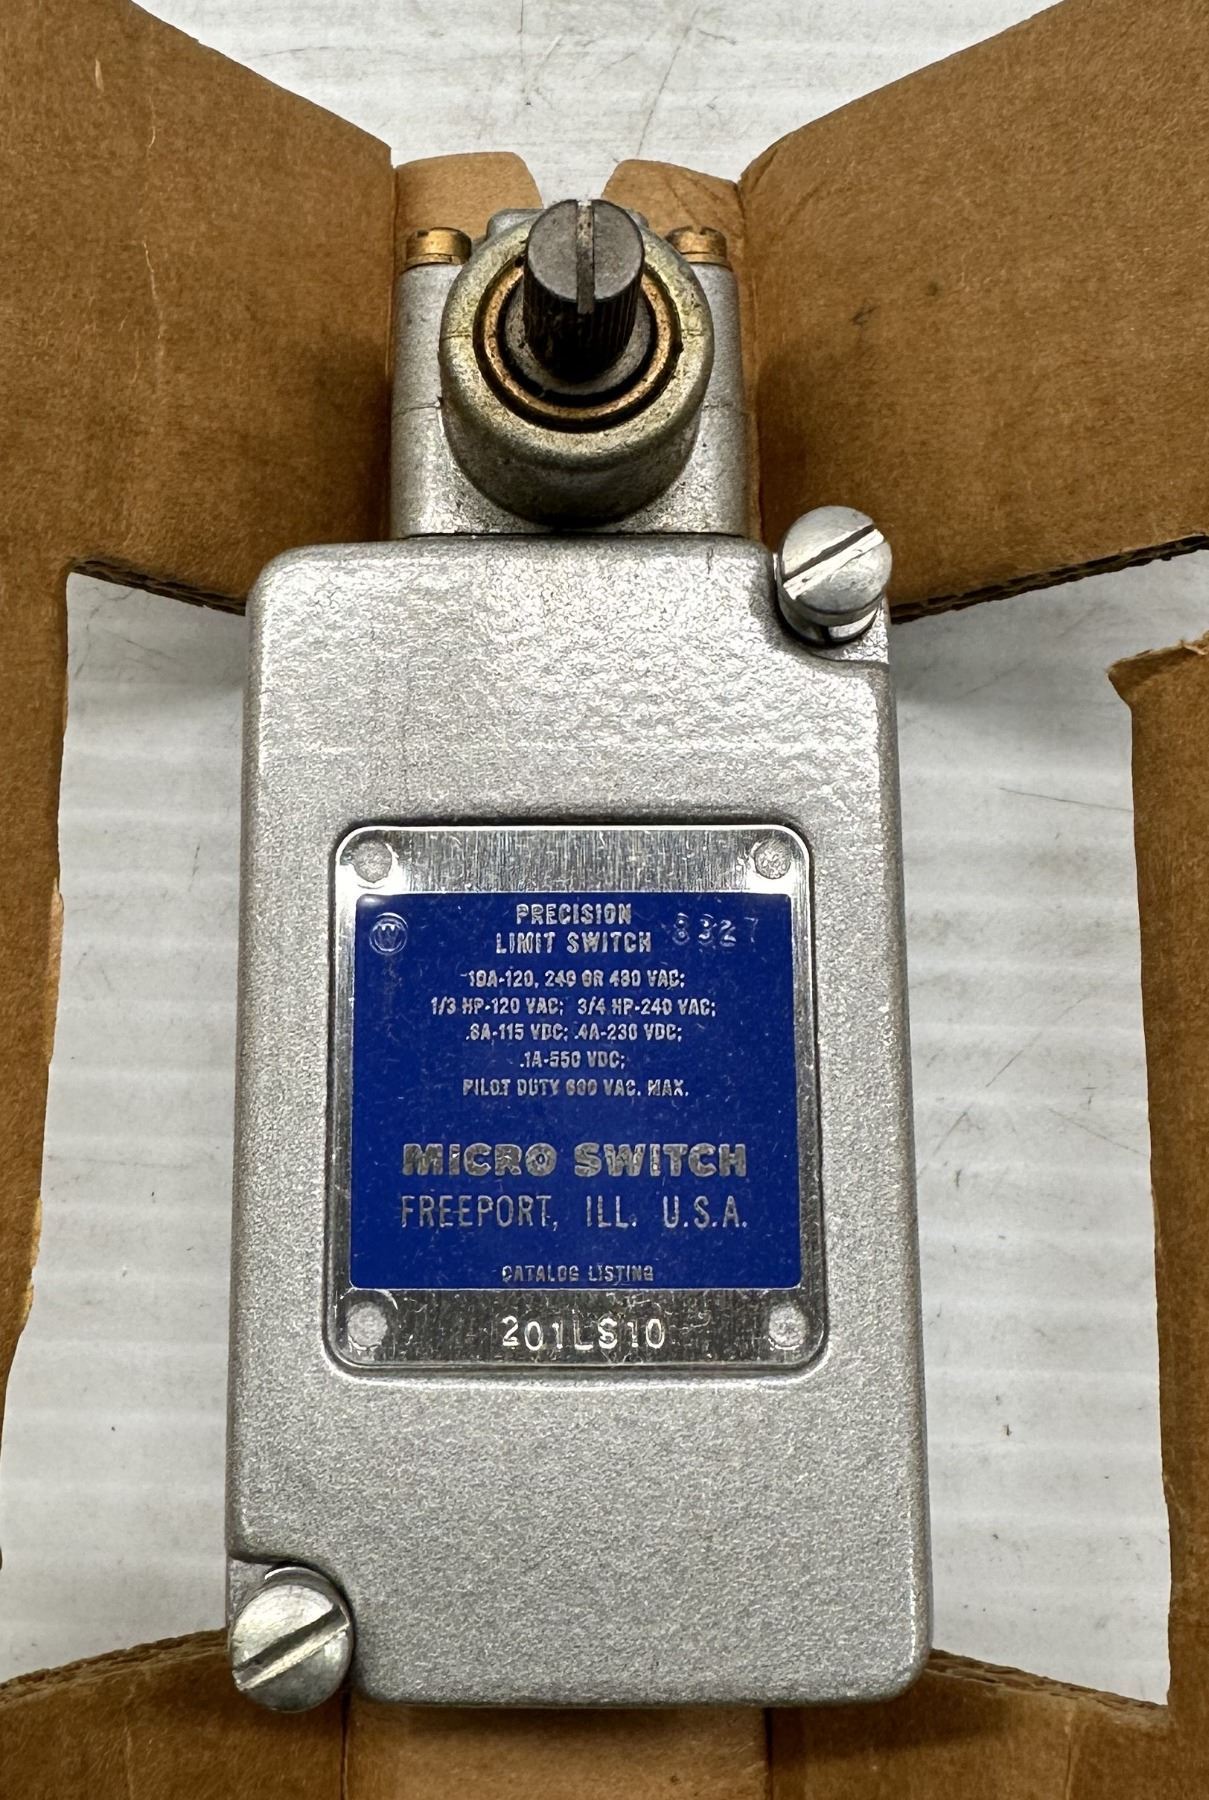 PRECISION
LIMIT SWITCH 8327
10A-120, 240 OR 480 VAC;
1/3 HP-120 VAC; 3/4 HP-240 VAC;
.8A-115 VDC; .4A-230 VDC;
.1A-550 VDC;
PILOT DUTY 600 VAC. MAX.
MICRO SWITCH
FREEPORT, ILL. U.S.A.
CATALOG LISTING
201LS10